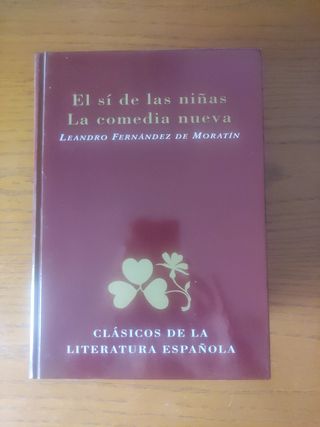 El sí de las niñas
La comedia nueva
LEANDRO FERNÁNDEZ DE MORATÍN
CLÁSICOS DE LA
LITERATURA ESPAÑOLA